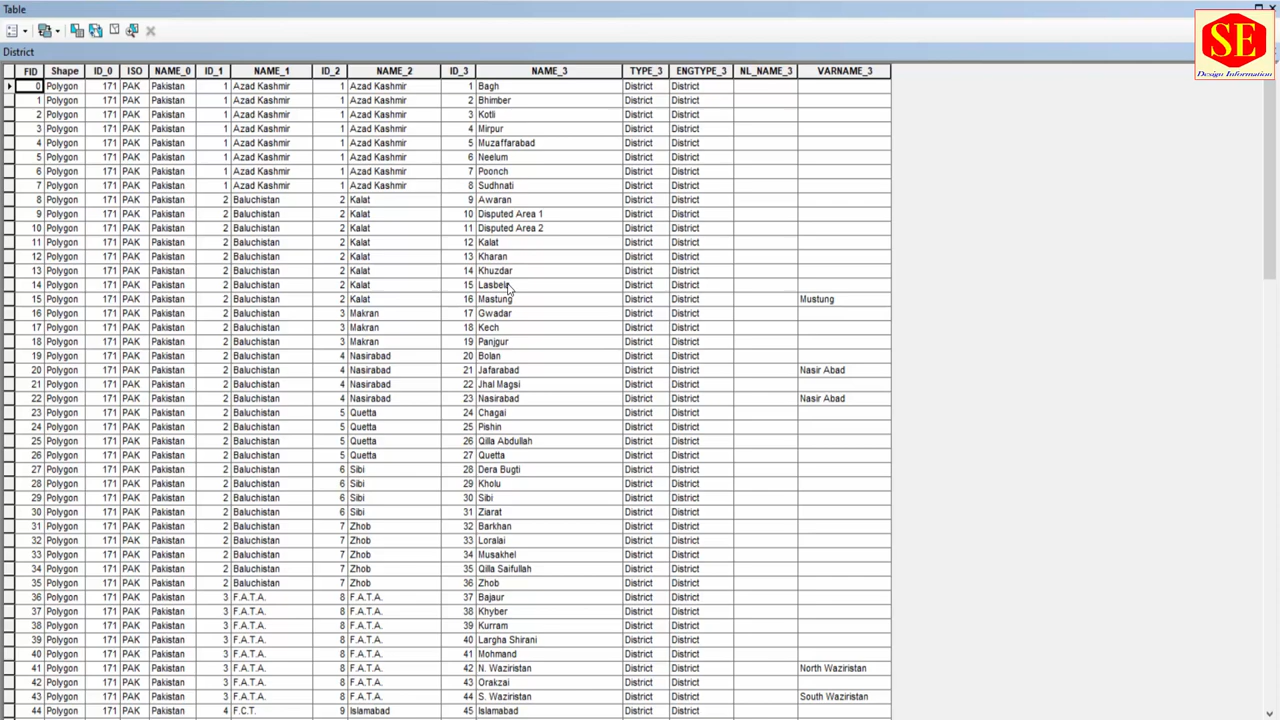 Table
SE
Design Information
District
FID Shape ID_0 ISO NAME_0 ID_1 NAME_1 ID_2 NAME_2 ID_3 NAME_3 TYPE_3 ENGTYPE_3 NL_NAME_3 VARNAME_3
0 Polygon 171 PAK Pakistan 1 Azad Kashmir 1 Azad Kashmir 1 Bagh District District
1 Polygon 171 PAK Pakistan 1 Azad Kashmir 1 Azad Kashmir 2 Bhimber District District
2 Polygon 171 PAK Pakistan 1 Azad Kashmir 1 Azad Kashmir 3 Kotli District District
3 Polygon 171 PAK Pakistan 1 Azad Kashmir 1 Azad Kashmir 4 Mirpur District District
4 Polygon 171 PAK Pakistan 1 Azad Kashmir 1 Azad Kashmir 5 Muzaffarabad District District
5 Polygon 171 PAK Pakistan 1 Azad Kashmir 1 Azad Kashmir 6 Neelum District District
6 Polygon 171 PAK Pakistan 1 Azad Kashmir 1 Azad Kashmir 7 Poonch District District
7 Polygon 171 PAK Pakistan 1 Azad Kashmir 1 Azad Kashmir 8 Sudhnati District District
8 Polygon 171 PAK Pakistan 2 Baluchistan 2 Kalat 9 Awaran District District
9 Polygon 171 PAK Pakistan 2 Baluchistan 2 Kalat 10 Disputed Area 1 District District
10 Polygon 171 PAK Pakistan 2 Baluchistan 2 Kalat 11 Disputed Area 2 District District
11 Polygon 171 PAK Pakistan 2 Baluchistan 2 Kalat 12 Kalat District District
12 Polygon 171 PAK Pakistan 2 Baluchistan 2 Kalat 13 Kharan District District
13 Polygon 171 PAK Pakistan 2 Baluchistan 2 Kalat 14 Khuzdar District District
14 Polygon 171 PAK Pakistan 2 Baluchistan 2 Kalat 15 Lasbela District District
15 Polygon 171 PAK Pakistan 2 Baluchistan 2 Kalat 16 Mastung District District Mustung
16 Polygon 171 PAK Pakistan 2 Baluchistan 3 Makran 17 Gwadar District District
17 Polygon 171 PAK Pakistan 2 Baluchistan 3 Makran 18 Kech District District
18 Polygon 171 PAK Pakistan 2 Baluchistan 3 Makran 19 Panjgur District District
19 Polygon 171 PAK Pakistan 2 Baluchistan 4 Nasirabad 20 Bolan District District
20 Polygon 171 PAK Pakistan 2 Baluchistan 4 Nasirabad 21 Jafarabad District District Nasir Abad
21 Polygon 171 PAK Pakistan 2 Baluchistan 4 Nasirabad 22 Jhal Magsi District District
22 Polygon 171 PAK Pakistan 2 Baluchistan 4 Nasirabad 23 Nasirabad District District Nasir Abad
23 Polygon 171 PAK Pakistan 2 Baluchistan 5 Quetta 24 Chagai District District
24 Polygon 171 PAK Pakistan 2 Baluchistan 5 Quetta 25 Pishin District District
25 Polygon 171 PAK Pakistan 2 Baluchistan 5 Quetta 26 Qilla Abdullah District District
26 Polygon 171 PAK Pakistan 2 Baluchistan 5 Quetta 27 Quetta District District
27 Polygon 171 PAK Pakistan 2 Baluchistan 6 Sibi 28 Dera Bugti District District
28 Polygon 171 PAK Pakistan 2 Baluchistan 6 Sibi 29 Kholu District District
29 Polygon 171 PAK Pakistan 2 Baluchistan 6 Sibi 30 Sibi District District
30 Polygon 171 PAK Pakistan 2 Baluchistan 6 Sibi 31 Ziarat District District
31 Polygon 171 PAK Pakistan 2 Baluchistan 7 Zhob 32 Barkhan District District
32 Polygon 171 PAK Pakistan 2 Baluchistan 7 Zhob 33 Loralai District District
33 Polygon 171 PAK Pakistan 2 Baluchistan 7 Zhob 34 Musakhel District District
34 Polygon 171 PAK Pakistan 2 Baluchistan 7 Zhob 35 Qilla Saifullah District District
35 Polygon 171 PAK Pakistan 2 Baluchistan 7 Zhob 36 Zhob District District
36 Polygon 171 PAK Pakistan 3 F.A.T.A. 8 F.A.T.A. 37 Bajaur District District
37 Polygon 171 PAK Pakistan 3 F.A.T.A. 8 F.A.T.A. 38 Khyber District District
38 Polygon 171 PAK Pakistan 3 F.A.T.A. 8 F.A.T.A. 39 Kurram District District
39 Polygon 171 PAK Pakistan 3 F.A.T.A. 8 F.A.T.A. 40 Largha Shirani District District
40 Polygon 171 PAK Pakistan 3 F.A.T.A. 8 F.A.T.A. 41 Mohmand District District
41 Polygon 171 PAK Pakistan 3 F.A.T.A. 8 F.A.T.A. 42 N. Waziristan District District North Waziristan
42 Polygon 171 PAK Pakistan 3 F.A.T.A. 8 F.A.T.A. 43 Orakzai District District
43 Polygon 171 PAK Pakistan 3 F.A.T.A. 8 F.A.T.A. 44 S. Waziristan District District South Waziristan
44 Polygon 171 PAK Pakistan 4 F.C.T. 9 Islamabad 45 Islamabad District District